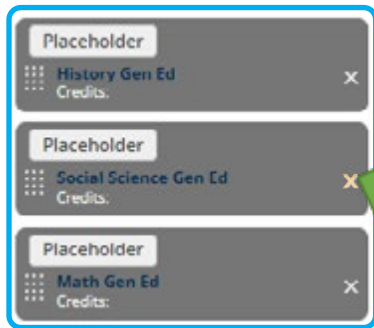 Placeholder
History Gen Ed
Credits:
x
Placeholder
Social Science Gen Ed
Credits:
x
Placeholder
Math Gen Ed
Credits:
x